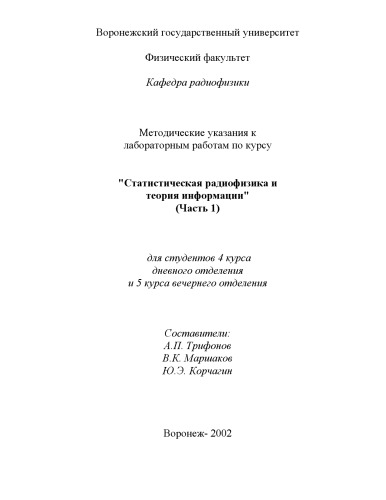 Воронежский государственный университет
Физический факультет
Кафедра радиофизики
Методические указания к
лабораторным работам по курсу
"Статистическая радиофизика и
теория информации"
(Часть 1)
для студентов 4 курса
дневного отделения
и 5 курса вечернего отделения
Составители:
А.П. Трифонов
В.К. Маршаков
Ю.Э. Корчагин
Воронеж- 2002